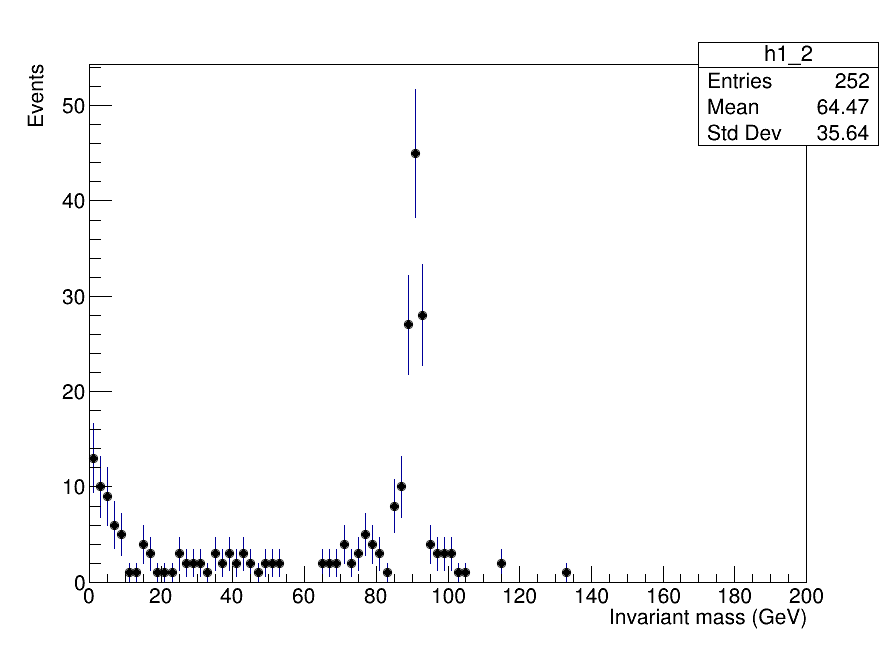 h1_2
Entries 252
Mean 64.47
Std Dev 35.64
Events
50
40
30
20
10
0
0 20 40 60 80 100 120 140 160 180 200
Invariant mass (GeV)